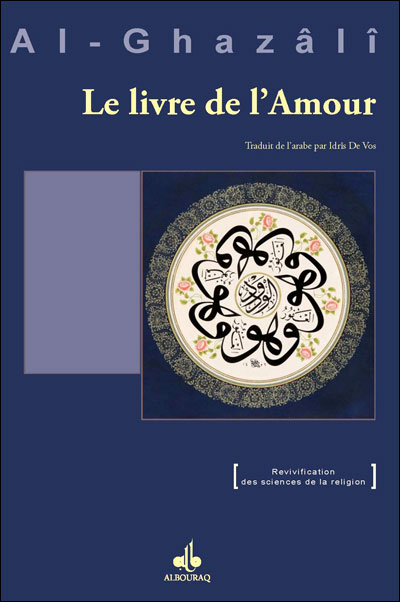 Al-Ghazâlî
Le livre de l'Amour
Traduit de l'arabe par Idrîs De Vos
الودود
[ Revivification
des sciences de la religion ]
ALBOURAQ